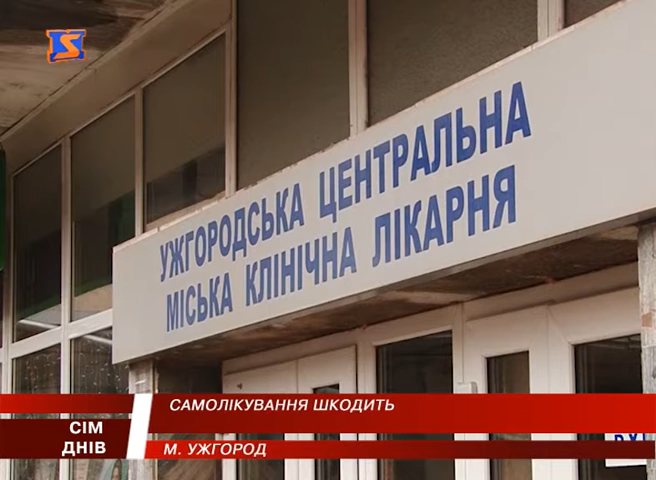 УЖГОРОДСЬКА ЦЕНТРАЛЬНА
МІСЬКА КЛІНІЧНА ЛІКАРНЯ
САМОЛІКУВАННЯ ШКОДИТЬ
СІМ
ДНІВ
М. УЖГОРОД